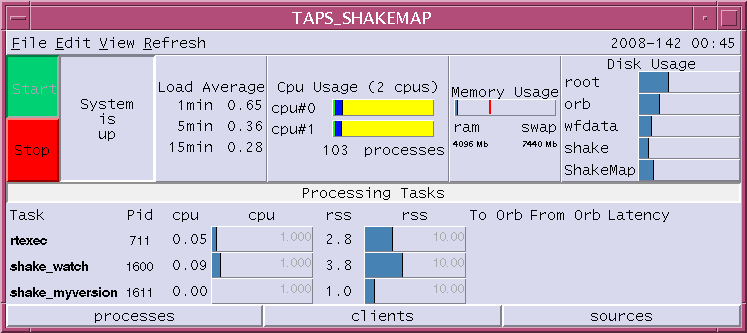 TAPS_SHAKEMAP
File Edit View Refresh 2008-142 00:45
Start
Stop
System
is
up
Load Average
1min 0.65
5min 0.36
15min 0.28
Cpu Usage (2 cpus)
cpu#0
cpu#1
103 processes
Memory Usage
ram swap
4096 Mb 7440 Mb
Disk Usage
root
orb
wfdata
shake
ShakeMap
Processing Tasks
Task Pid cpu cpu rss rss To Orb From Orb Latency
rtexec 711 0.05 1.000 2.8 10.00
shake_watch 1600 0.09 1.000 3.8 10.00
shake_myversion 1611 0.00 1.000 1.0 10.00
processes clients sources